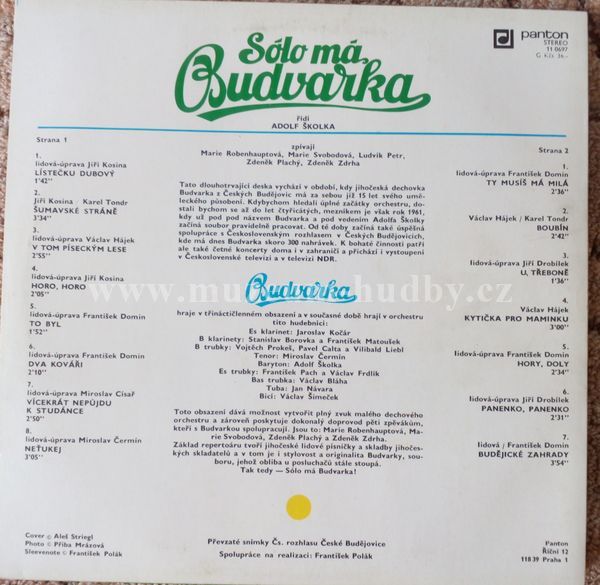 Sólo má
Budvarka
panton
STEREO
11 0697
G Kčs 36,-
řídí
ADOLF ŠKOLKA
Strana 1
1.
lidová-úprava Jiří Kosina
LÍSTEČKU DUBOVÝ
1'42"
2.
Jiří Kosina / Karel Tondr
ŠUMAVSKÉ STRÁNĚ
3'34"
3.
lidová-úprava Václav Hájek
V TOM PÍSECKÝM LESE
2'55"
4.
lidová-úprava Jiří Kosina
HORO, HORO
2'05"
5.
lidová-úprava František Domin
TO BYL
1'52"
6.
lidová-úprava František Domin
DVA KOVÁŘI
2'10"
7.
lidová-úprava Miroslav Císař
VÍCEKRÁT NEPŮJDU
K STUDÁNCE
2'50"
8.
lidová-úprava Miroslav Čermín
NEŤUKEJ
3'05"
zpívají
Marie Robenhauptová, Marie Svobodová, Ludvík Petr,
Zdeněk Plachý, Zdeněk Zdrha
Tato dlouhotrvající deska vychází v období, kdy jihočeská dechovka
Budvarka z Českých Budějovic má za sebou již 15 let svého uměleckého působení. Kdybychom hledali úplné začátky orchestru, dostali bychom se až do let čtyřicátých, mezníkem je však rok 1961,
kdy už pod názvem Budvarka a pod vedením Adolfa Školky
začíná soubor pravidelně pracovat. Od té doby začíná také úspěšná
spolupráce s Československým rozhlasem v Českých Budějovicích,
kde má dnes Budvarka skoro 300 nahrávek. K bohaté činnosti patří
ale také četné koncerty doma i v zahraničí a přichází i vystoupení
v Československé televizi a v televizi NDR.
Budvarka
hraje v třináctičlenném obsazení a v současné době hrají v orchestru
tito hudebníci:
Es klarinet: Jaroslav Kočár
B klarinety: Stanislav Borovka a František Matoušek
B trubky: Vojtěch Prokeš, Pavel Calta a Vilibald Liebl
Tenor: Miroslav Čermín
Baryton: Adolf Školka
Es trubky: František Pach a Václav Frdlík
Bas trubka: Václav Bláha
Tuba: Jan Návara
Bicí: Václav Šimeček
Toto obsazení dává možnost vytvořit plný zvuk malého dechového
orchestru a zároveň poskytuje dokonalý doprovod pěti zpěvákům,
kteří s Budvarkou spolupracují. Jsou to: Marie Robenhauptová, Marie Svobodová, Zdeněk Plachý a Zdeněk Zdrha.
Základ repertoáru tvoří jihočeské lidové písničky a skladby jihočeských skladatelů a v tom je i stylovost a originalita Budvarky, souboru, jehož obliba u posluchačů stále stoupá.
Tak tedy — Sólo má Budvarka!
Strana 2
1.
lidová-úprava František Domin
TY MUSÍŠ MÁ MILÁ
2'36"
2.
Václav Hájek / Karel Tondr
BOUBÍN
2'42"
3.
lidová-úprava Jiří Drobílek
U TŘEBONĚ
1'36"
4.
Václav Hájek
KYTIČKA PRO MAMINKU
3'00"
5.
lidová-úprava František Domin
HORY, DOLY
2'34"
6.
lidová-úprava Jiří Drobílek
PANENKO, PANENKO
2'31"
7.
lidová / František Domin
BUDĚJICKÉ ZAHRADY
3'54"
Cover © Aleš Striegl
Photo © Přiba Mrázová
Sleevenote © František Polák
Převzaté snímky Čs. rozhlasu České Budějovice
Spolupráce na realizaci: František Polák
Panton
Říční 12
118 39 Praha 1